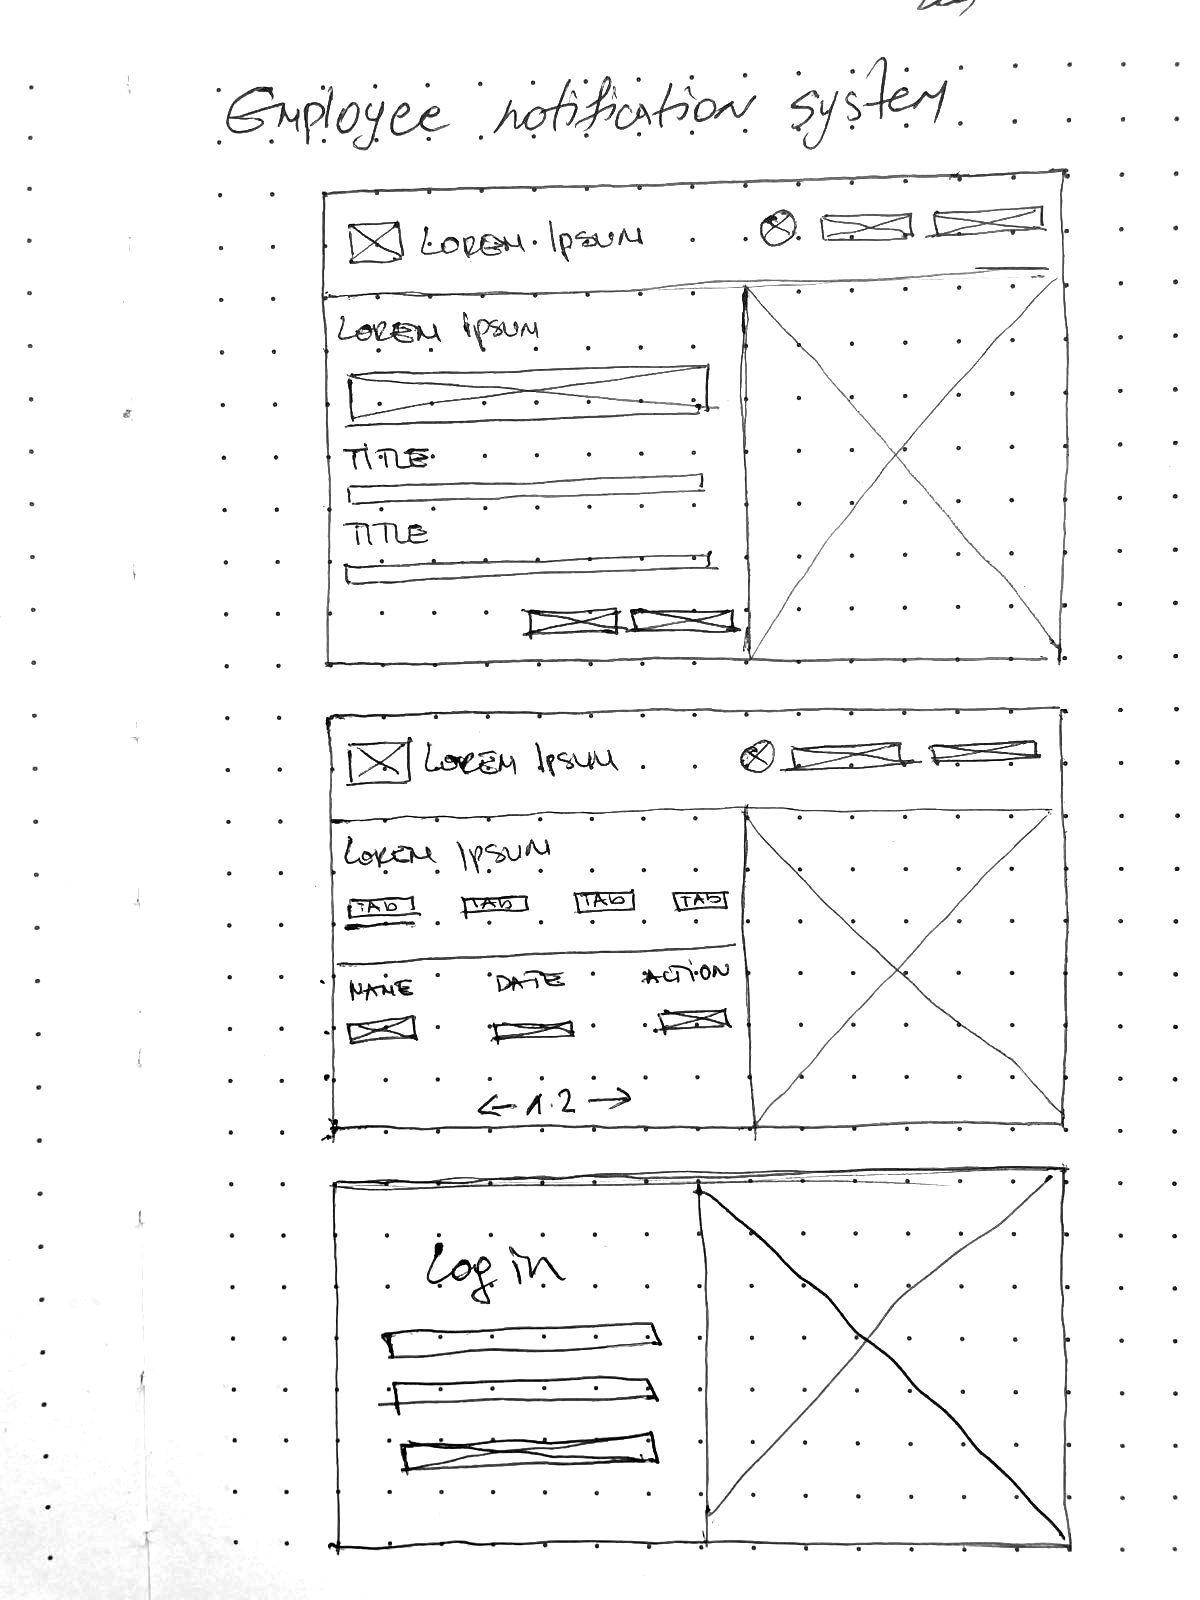 Employee notification system
LOREM IPSUM
LOREM IPSUM
TITLE
TITLE
LOREM IPSUM
LOREM IPSUM
TAB TAB TAB TAB
NAME DATE ACTION
← 1.2 →
Log in